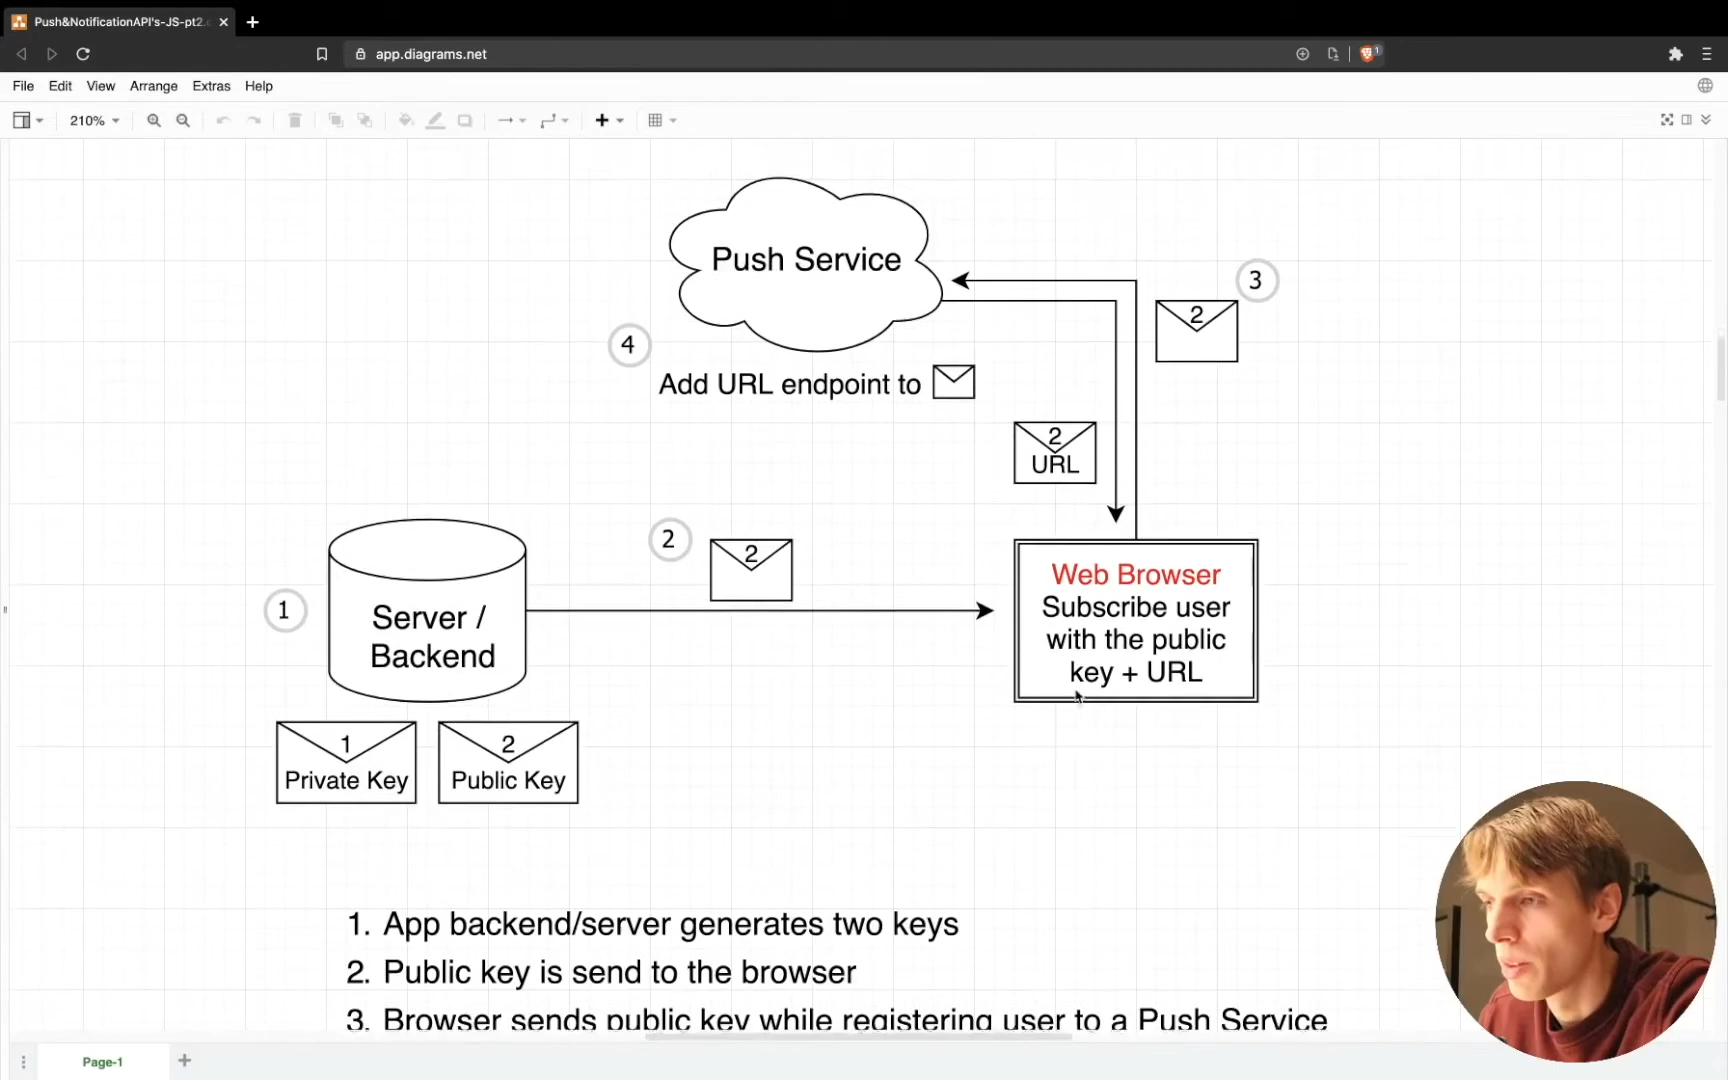 Push&NotificationAPI's-JS-pt2.
app.diagrams.net
1
File Edit View Arrange Extras Help
210%
Push Service
3
2
4
Add URL endpoint to
2
URL
2
2
1
Server /
Backend
Web Browser
Subscribe user
with the public
key + URL
1
Private Key
2
Public Key
1. App backend/server generates two keys
2. Public key is send to the browser
3. Browser sends public key while registering user to a Push Service
Page-1